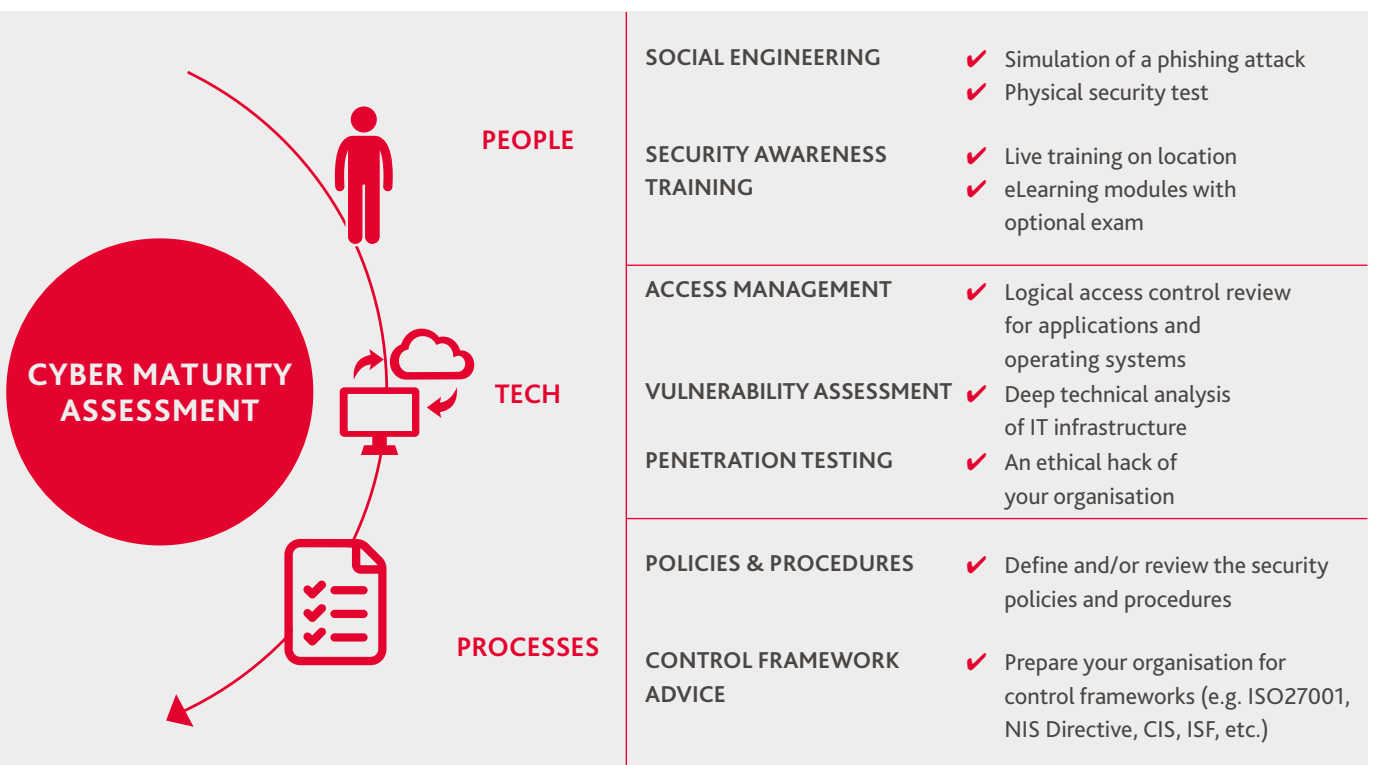 CYBER MATURITY
ASSESSMENT
PEOPLE
SOCIAL ENGINEERING
✔ Simulation of a phishing attack
✔ Physical security test
SECURITY AWARENESS
TRAINING
✔ Live training on location
✔ eLearning modules with
optional exam
TECH
ACCESS MANAGEMENT
✔ Logical access control review
for applications and
operating systems
VULNERABILITY ASSESSMENT
✔ Deep technical analysis
of IT infrastructure
PENETRATION TESTING
✔ An ethical hack of
your organisation
PROCESSES
POLICIES & PROCEDURES
✔ Define and/or review the security
policies and procedures
CONTROL FRAMEWORK
ADVICE
✔ Prepare your organisation for
control frameworks (e.g. ISO27001,
NIS Directive, CIS, ISF, etc.)